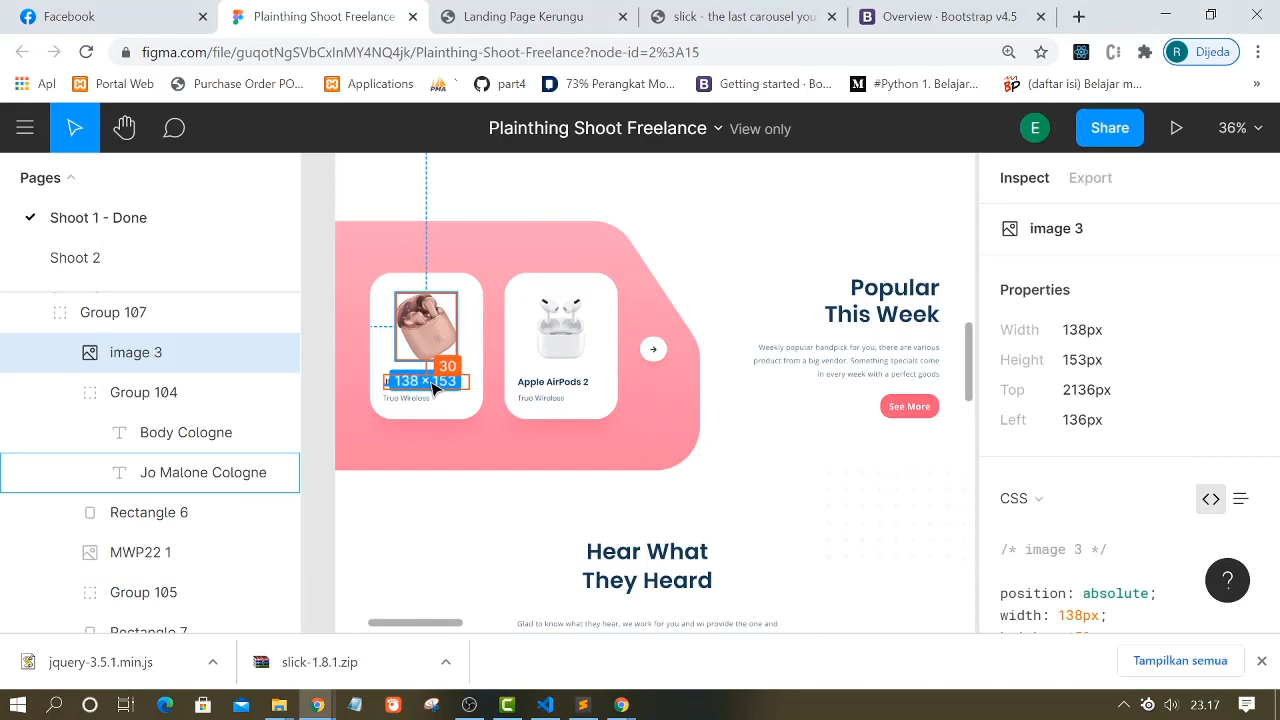 Facebook
Plainthing Shoot Freelance
Landing Page Kerungu
slick - the last carousel you
Overview · Bootstrap v4.5
figma.com/file/guqotNgSVbCxInMY4NQ4jk/Plainthing-Shoot-Freelance?node-id=2%3A15
R
Dijeda
Apl
Portal Web
Purchase Order PO...
Applications
PMA
part4
73% Perangkat Mo...
Getting started · Bo...
#Python 1. Belajar...
(daftar isi) Belajar m...
»
Plainthing Shoot Freelance
View only
E
Share
36%
Pages
Shoot 1 - Done
Shoot 2
Group 107
image 3
Group 104
Body Cologne
Jo Malone Cologne
Rectangle 6
MWP22 1
Group 105
Rectangle 7
30
138 × 153
True Wireless
Apple AirPods 2
True Wireless
Popular
This Week
Weekly popular handpick for you, there are various
product from a big vendor. Something specials come
in every week with a perfect goods
See More
Hear What
They Heard
Glad to know what they hear, we work for you and wi provide the one and
Inspect
Export
image 3
Properties
Width 138px
Height 153px
Top 2136px
Left 136px
CSS
/* image 3 */
position: absolute;
width: 138px;
?
jquery-3.5.1.min.js
slick-1.8.1.zip
Tampilkan semua
23.17